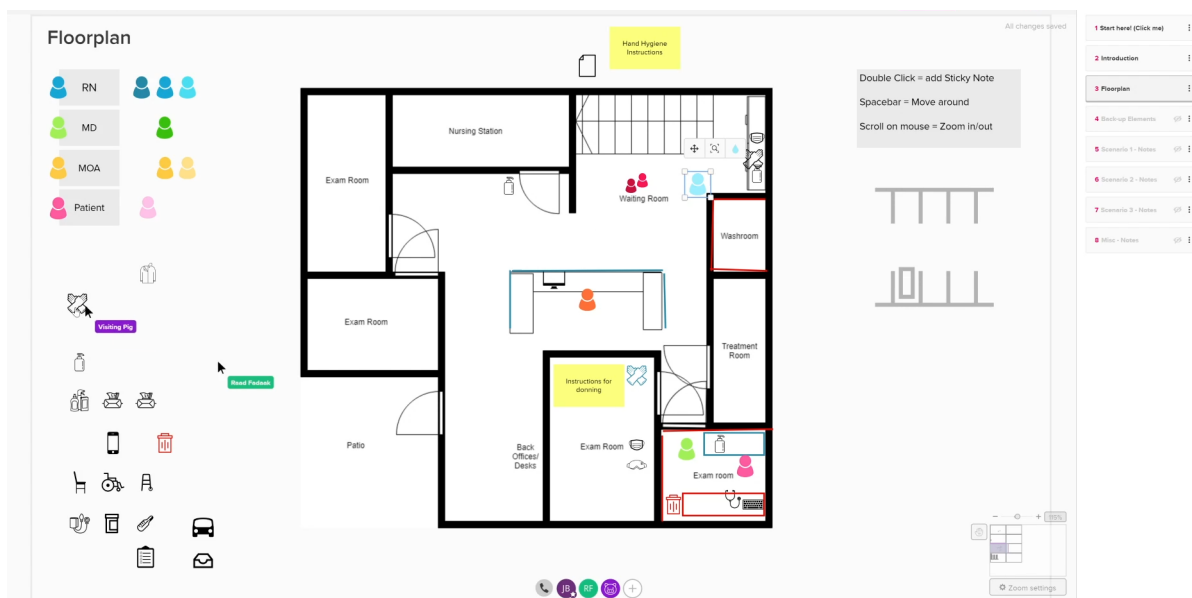 Floorplan
All changes saved
Hand Hygiene
Instructions
RN
MD
MOA
Patient
Double Click = add Sticky Note
Spacebar = Move around
Scroll on mouse = Zoom in/out
1 Start here! (Click me)
2 Introduction
3 Floorplan
4 Back-up Elements
5 Scenario 1 - Notes
6 Scenario 2 - Notes
7 Scenario 3 - Notes
8 Misc - Notes
Nursing Station
Exam Room
Waiting Room
Washroom
Exam Room
Treatment
Room
Visiting Pig
Raad Fadaak
Instructions for
donning
Patio
Back
Offices/
Desks
Exam Room
Exam room
115%
JB
RF
Zoom settings